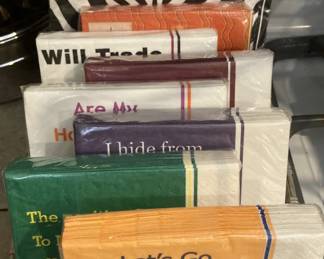 Will Trade
Are My
I hide from
The
To
Let's Go